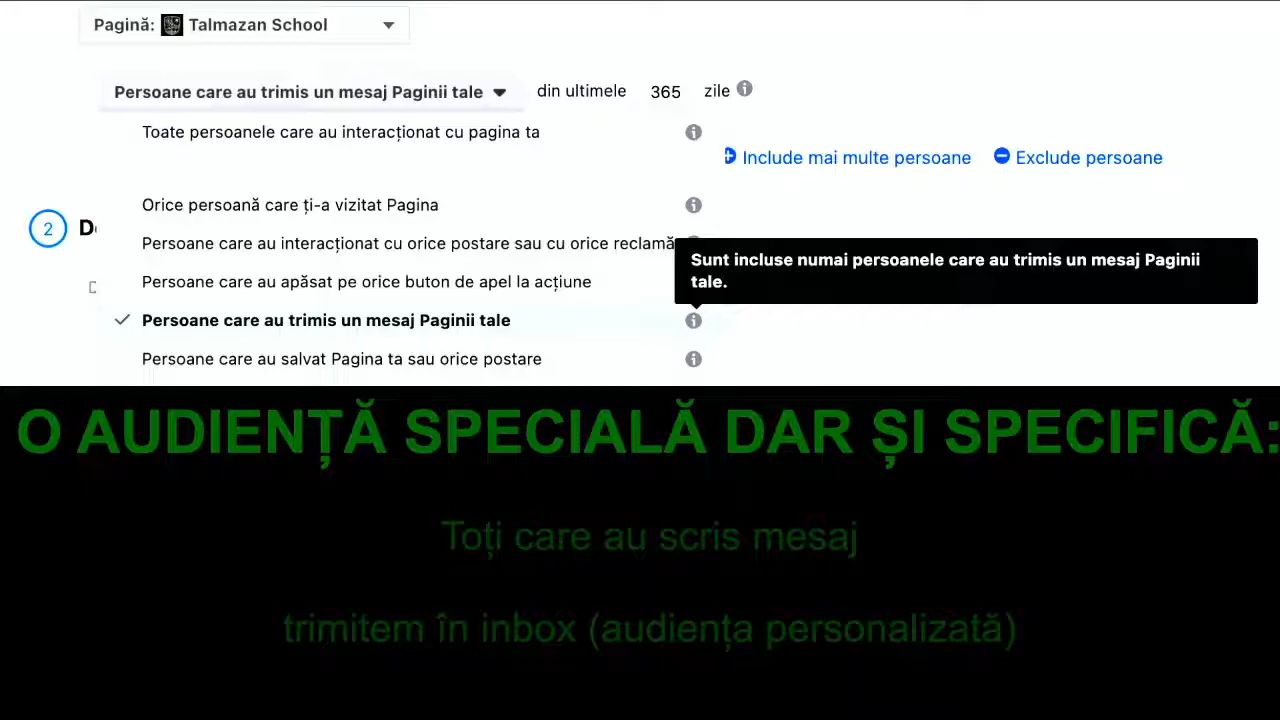 Pagină: Talmazan School
Persoane care au trimis un mesaj Paginii tale din ultimele 365 zile
Toate persoanele care au interacționat cu pagina ta
Include mai multe persoane Exclude persoane
Orice persoană care ți-a vizitat Pagina
2 D
Persoane care au interacționat cu orice postare sau cu orice reclamă
Sunt incluse numai persoanele care au trimis un mesaj Paginii
tale.
Persoane care au apăsat pe orice buton de apel la acțiune
Persoane care au trimis un mesaj Paginii tale
Persoane care au salvat Pagina ta sau orice postare
O AUDIENȚĂ SPECIALĂ DAR ȘI SPECIFICĂ:
Toți care au scris mesaj
trimitem în inbox (audiența personalizată)